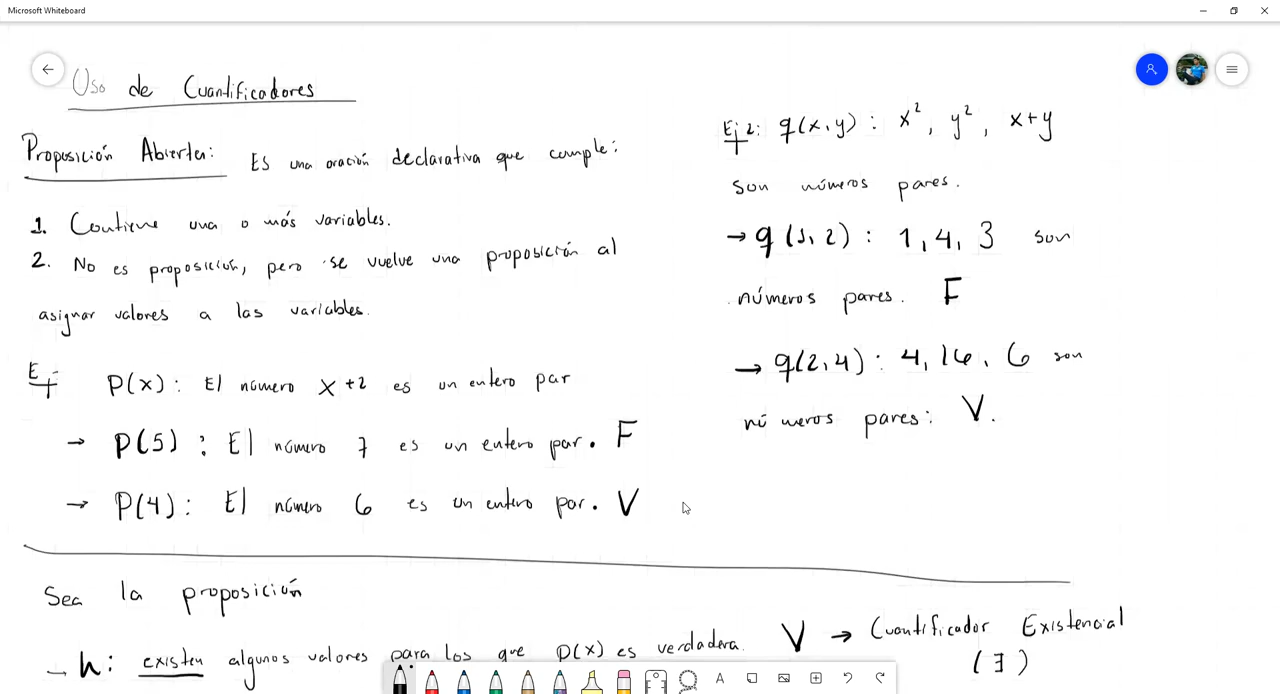 Microsoft Whiteboard
Uso de Cuantificadores
Proposición Abierta: Es una oración declarativa que cumple:
1. Contiene una o más variables.
2. No es proposición, pero se vuelve una proposición al
asignar valores a las variables.
Ej P(x): El número x+2 es un entero par
→ P(5): El número 7 es un entero par. F
→ P(4): El número 6 es un entero par. V
Ej 2: q(x,y): x², y², x+y
son números pares.
→ q(1,2): 1, 4, 3 son
números pares. F
→ q(2,4): 4, 16, 6 son
números pares: V.
Sea la proposición
→ h: existen algunos valores para los que p(x) es verdadera. V → Cuantificador Existencial
(∃)